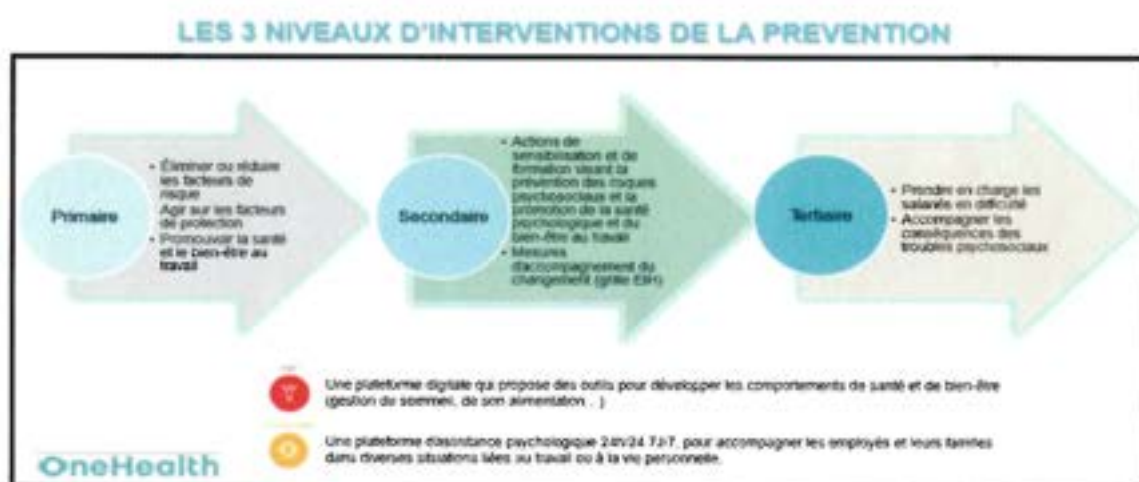 LES 3 NIVEAUX D'INTERVENTIONS DE LA PREVENTION
Primaire
• Éliminer ou réduire
les facteurs de
risque
Agir sur les facteurs
de protection
• Promouvoir la santé
et le bien-être au
travail
Secondaire
• Actions de
sensibilisation et de
formation visant la
prévention des risques
psychosociaux et la
promotion de la santé
psychologique et du
bien-être au travail
• Mesures
d'accompagnement du
changement (grille EIH)
Tertiaire
• Prendre en charge les
salariés en difficulté
• Accompagner les
conséquences des
troubles psychosociaux
Une plateforme digitale qui propose des outils pour développer les comportements de santé et de bien-être
(gestion du sommeil, de son alimentation...)
Une plateforme d'assistance psychologique 24h/24 7J/7, pour accompagner les employés et leurs familles
dans diverses situations liées au travail ou à la vie personnelle.
OneHealth